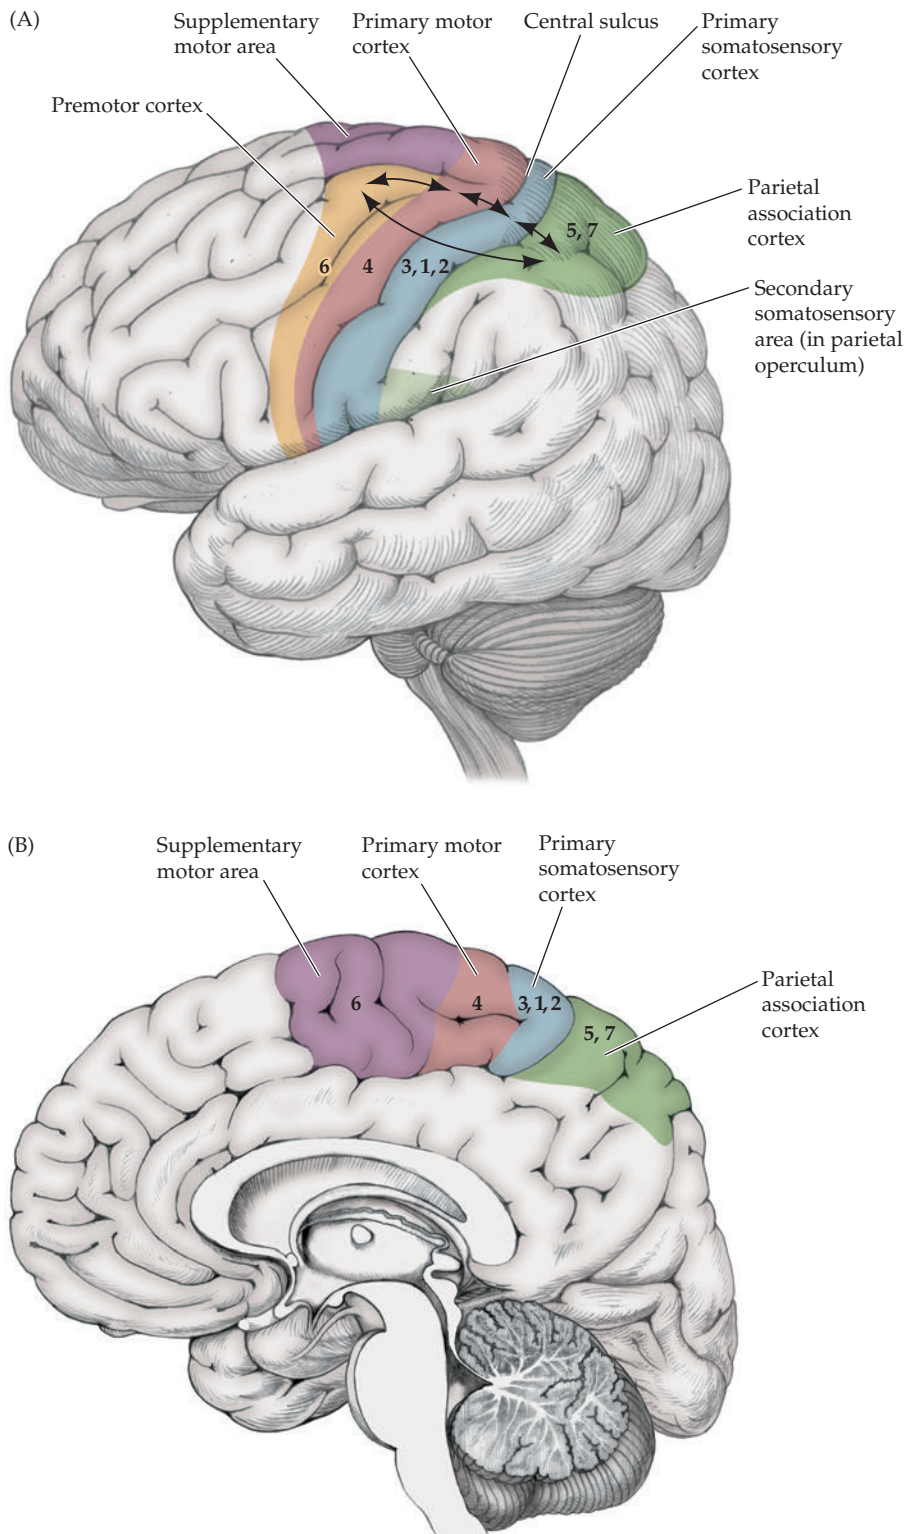 (A)
Supplementary
motor area
Primary motor
cortex
Central sulcus
Primary
somatosensory
cortex
Premotor cortex
Parietal
association
cortex
5, 7
6
4
3, 1, 2
Secondary
somatosensory
area (in parietal
operculum)
(B)
Supplementary
motor area
Primary motor
cortex
Primary
somatosensory
cortex
Parietal
association
cortex
6
4
3, 1, 2
5, 7